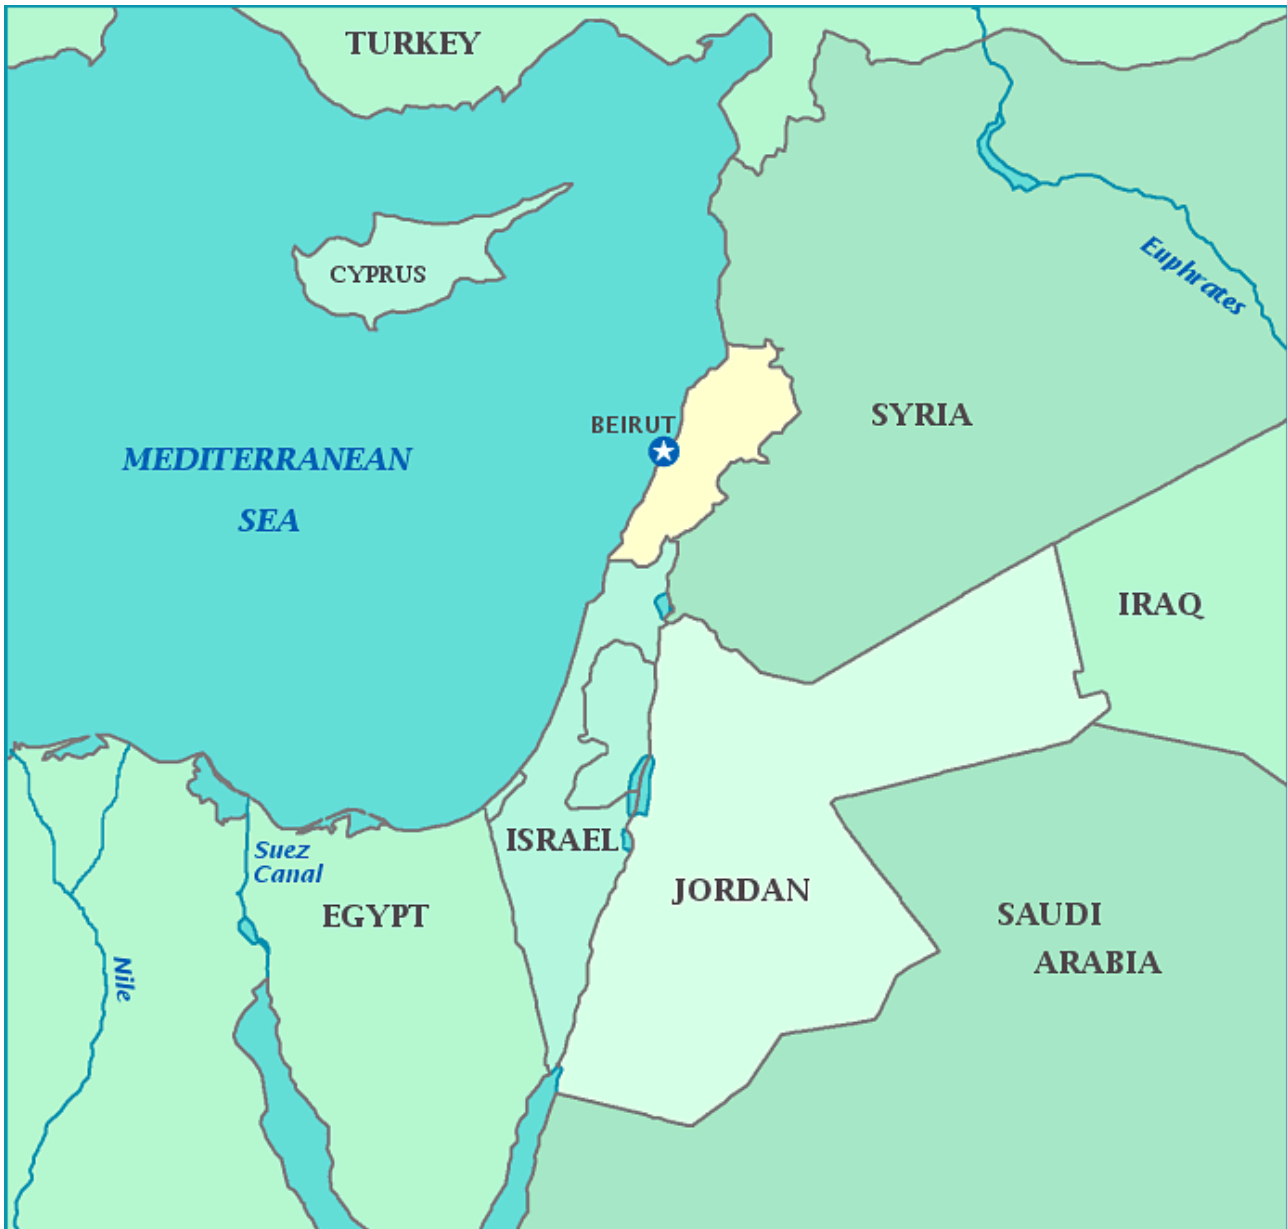 TURKEY
CYPRUS
Euphrates
BEIRUT
SYRIA
MEDITERRANEAN
SEA
IRAQ
ISRAEL
Suez
Canal
JORDAN
EGYPT
SAUDI
ARABIA
Nile